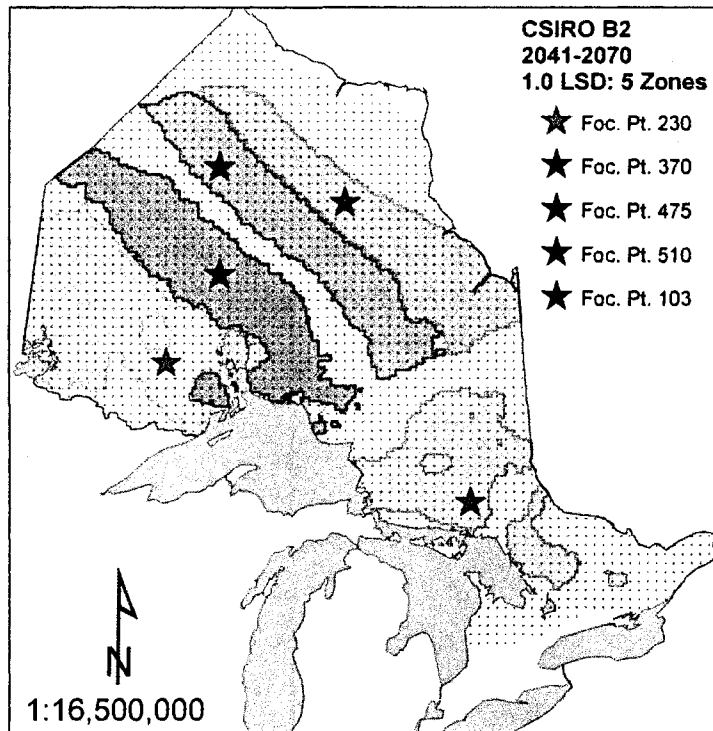 CSIRO B2
2041-2070
1.0 LSD: 5 Zones
Foc. Pt. 230
Foc. Pt. 370
Foc. Pt. 475
Foc. Pt. 510
Foc. Pt. 103
N
1:16,500,000